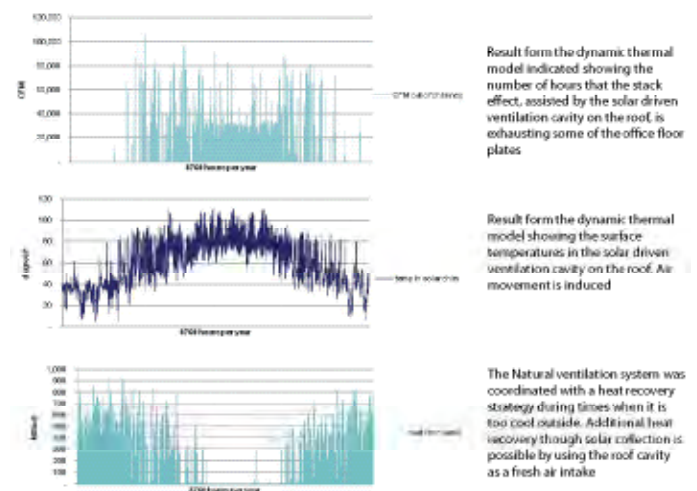 120,000
100,000
80,000
60,000
40,000
20,000
CFM
8760 hours per year
Result form the dynamic thermal
model indicated showing the
number of hours that the stack
effect, assisted by the solar driven
ventilation cavity on the roof, is
exhausting some of the office floor
plates
120
100
80
60
40
20
8760 hours per year
temp in solar
Result form the dynamic thermal
model showing the surface
temperatures in the solar driven
ventilation cavity on the roof. Air
movement is induced
1,000
900
800
700
600
500
400
300
200
100
8760 hours per year
The Natural ventilation system was
coordinated with a heat recovery
strategy during times when it is
too cool outside. Additional heat
recovery though solar collection is
possible by using the roof cavity
as a fresh air intake